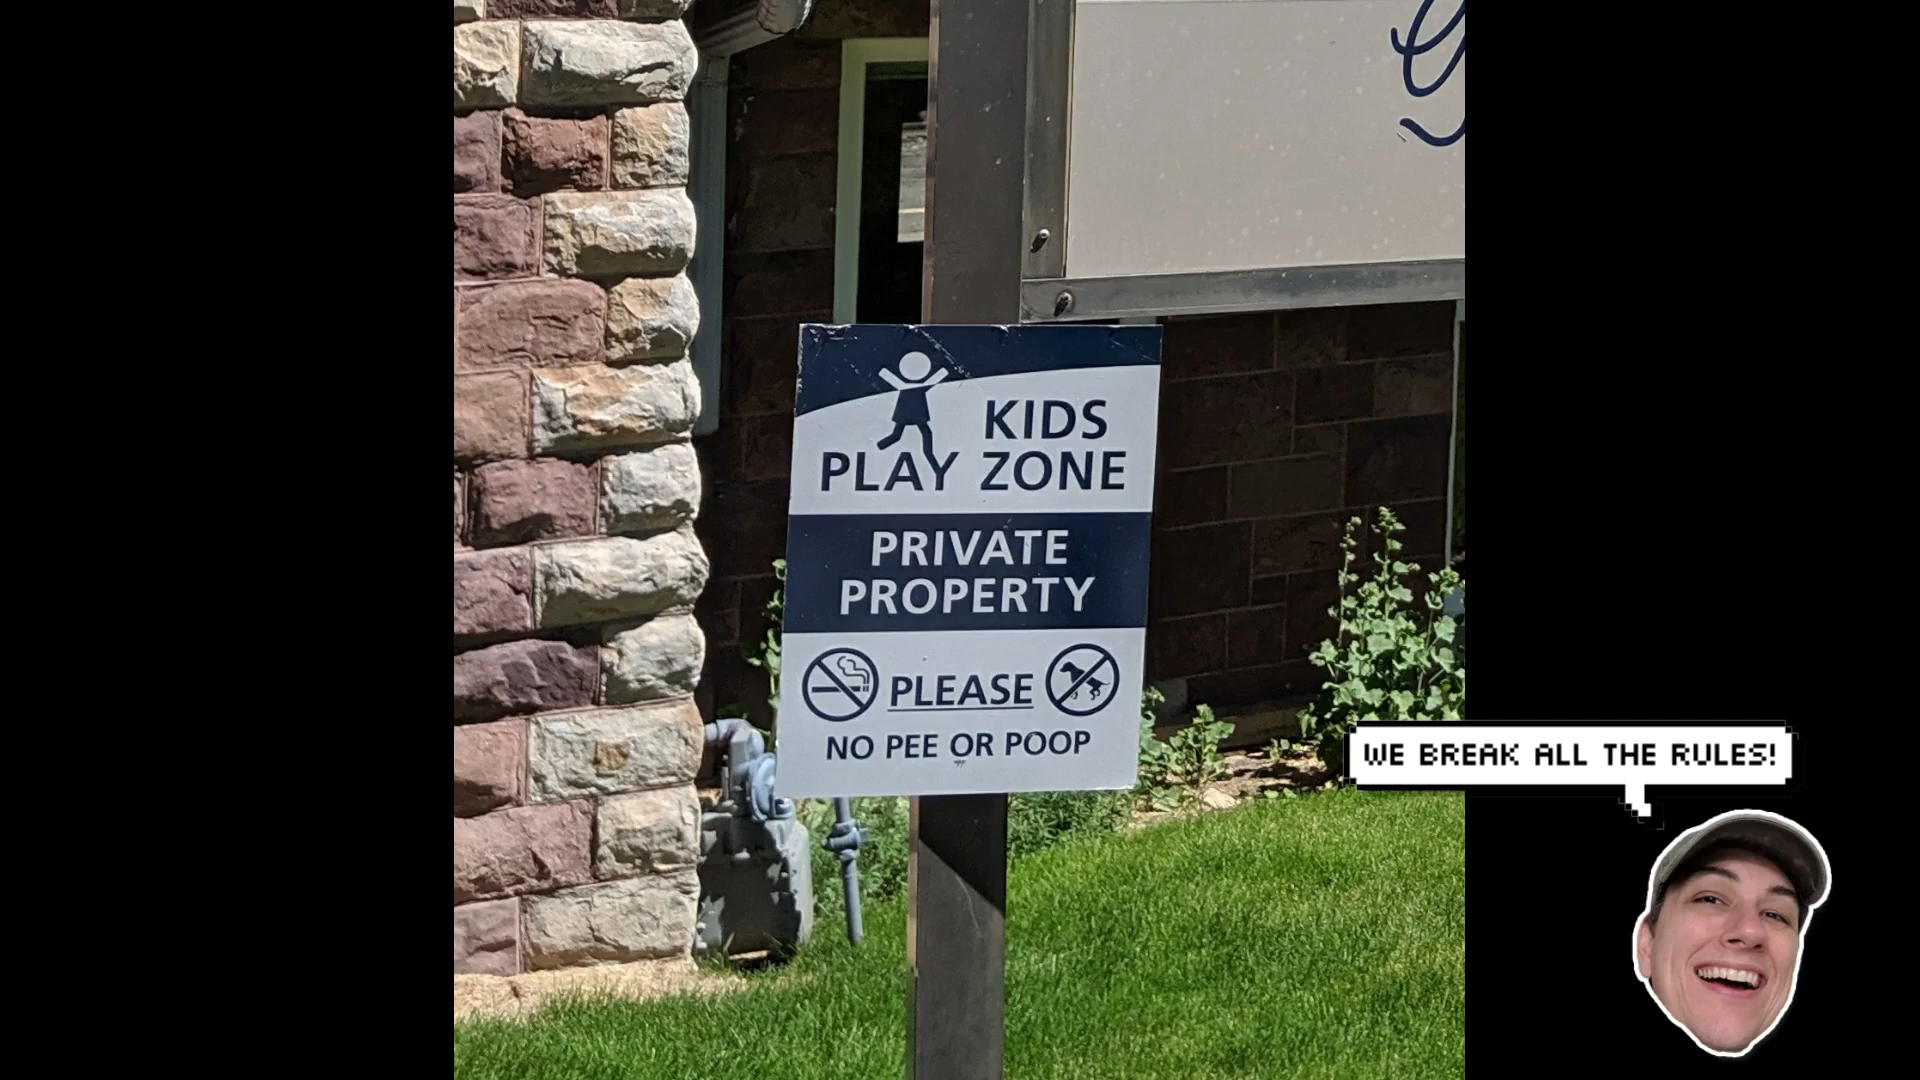 KIDS
PLAY ZONE
PRIVATE
PROPERTY
PLEASE
NO PEE OR POOP
WE BREAK ALL THE RULES!